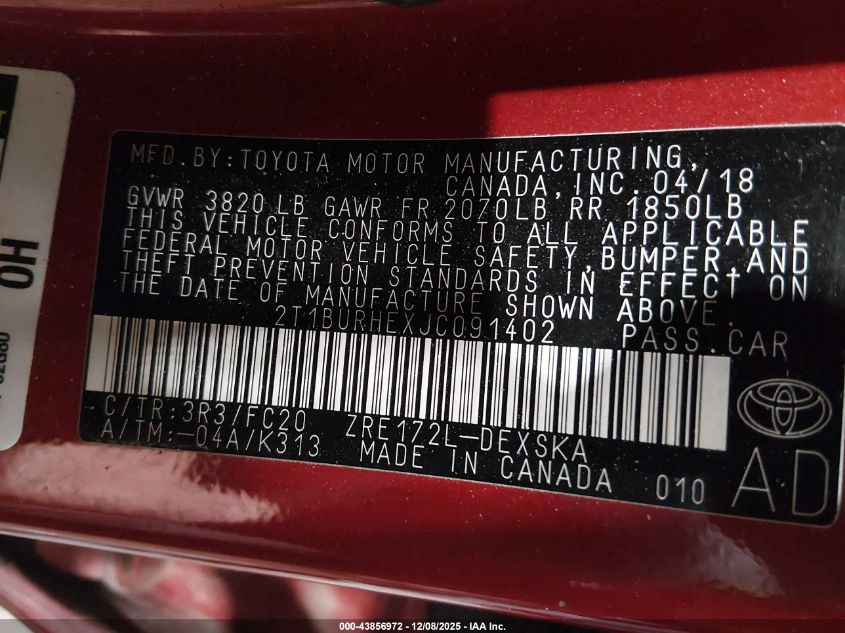 MFD. BY: TOYOTA MOTOR MANUFACTURING,
CANADA, INC. 04/18
GVWR 3820 LB GAWR FR 2070LB RR 1850LB
THIS VEHICLE CONFORMS TO ALL APPLICABLE
FEDERAL MOTOR VEHICLE SAFETY, BUMPER, AND
THEFT PREVENTION STANDARDS IN EFFECT ON
THE DATE OF MANUFACTURE SHOWN ABOVE.
2T1BURHEXJC091402 PASS. CAR
C/TR: 3R3/FC20 ZRE172L-DEXSKA
A/TM:-04A/K313 MADE IN CANADA 010
AD
OH
000-43856972 - 12/08/2025 - IAA Inc.